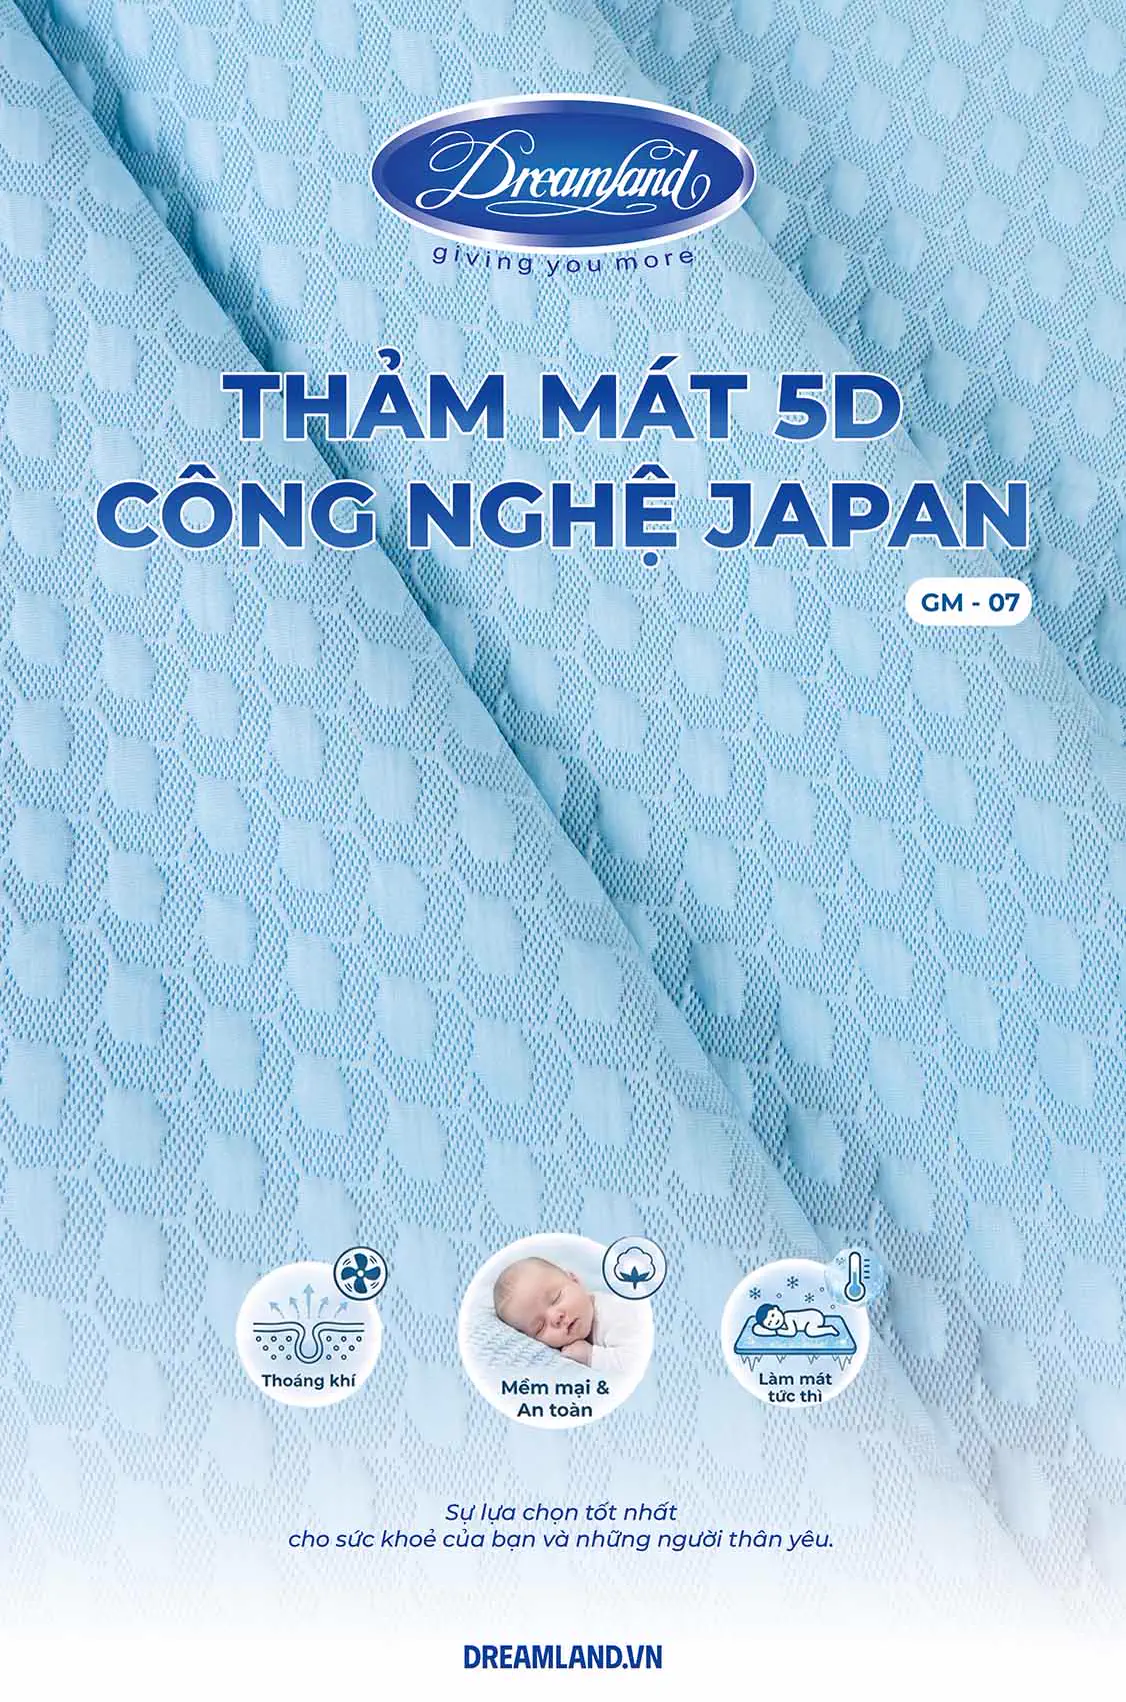 Dreamland
giving you more
THẢM MÁT 5D
CÔNG NGHỆ JAPAN
GM - 07
Thoáng khí
Mềm mại &
An toàn
Làm mát
tức thì
Sự lựa chọn tốt nhất
cho sức khoẻ của bạn và những người thân yêu.
DREAMLAND.VN